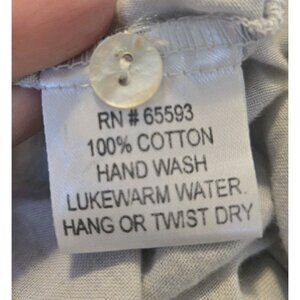 RN # 65593
100% COTTON
HAND WASH
LUKEWARM WATER.
HANG OR TWIST DRY